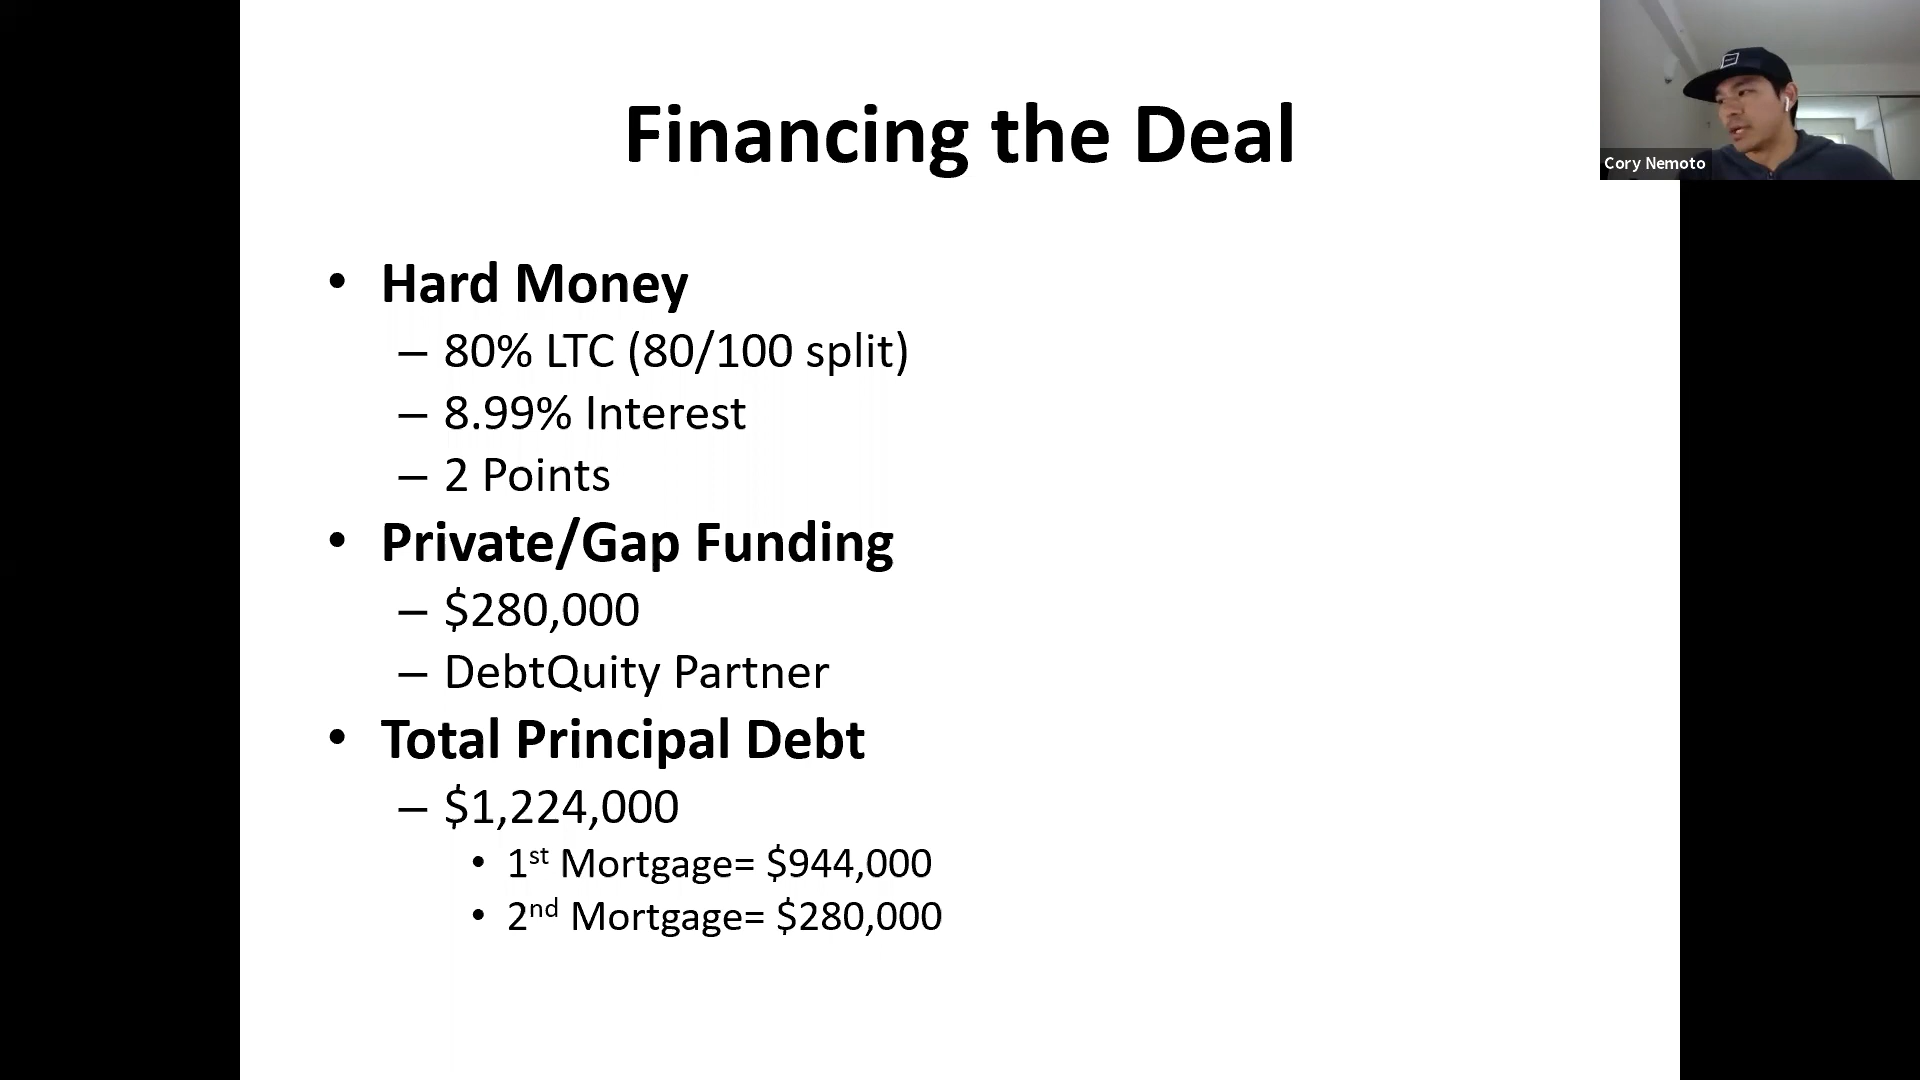 Financing the Deal
Cory Nemoto
• Hard Money
– 80% LTC (80/100 split)
– 8.99% Interest
– 2 Points
• Private/Gap Funding
– $280,000
– DebtQuity Partner
• Total Principal Debt
– $1,224,000
• 1st Mortgage= $944,000
• 2nd Mortgage= $280,000